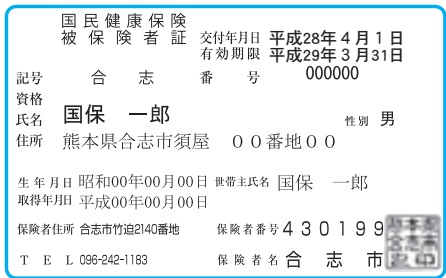 国民健康保険
被保険者証
交付年月日 平成28年4月1日
有効期限 平成29年3月31日
記号 合志 番号 000000
資格
氏名 国保 一郎 性別 男
住所 熊本県合志市須屋 00番地00
生年月日 昭和00年00月00日 世帯主氏名 国保 一郎
取得年月日 平成00年00月00日
保険者住所 合志市竹迫2140番地 保険者番号 430199
TEL 096-242-1183 保険者名 合志市